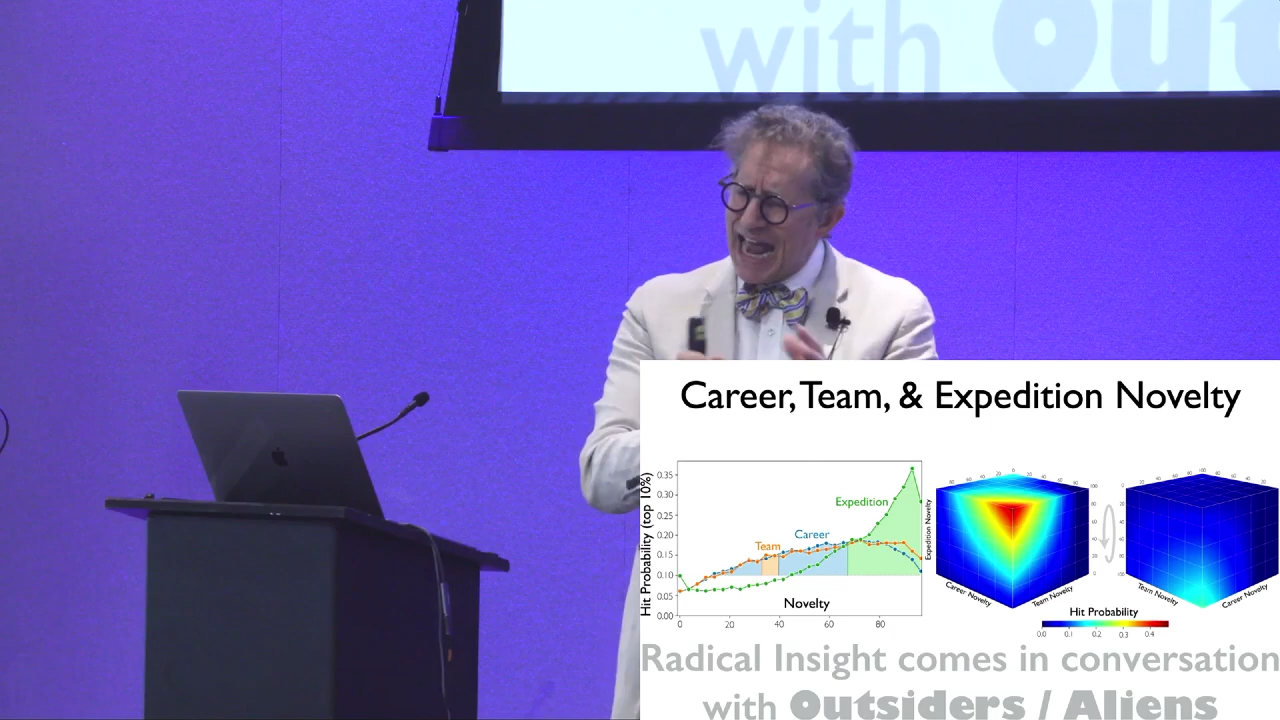 with Out
Career, Team, & Expedition Novelty
Hit Probability (top 10%)
0.35
0.30
0.25
0.20
0.15
0.10
0.05
0.00
0
20
40
60
80
Team
Career
Expedition
Novelty
Expedition Novelty
Career Novelty
Team Novelty
Team Novelty
Career Novelty
Hit Probability
0.0 0.1 0.2 0.3 0.4
Radical Insight comes in conversation
with Outsiders / Aliens